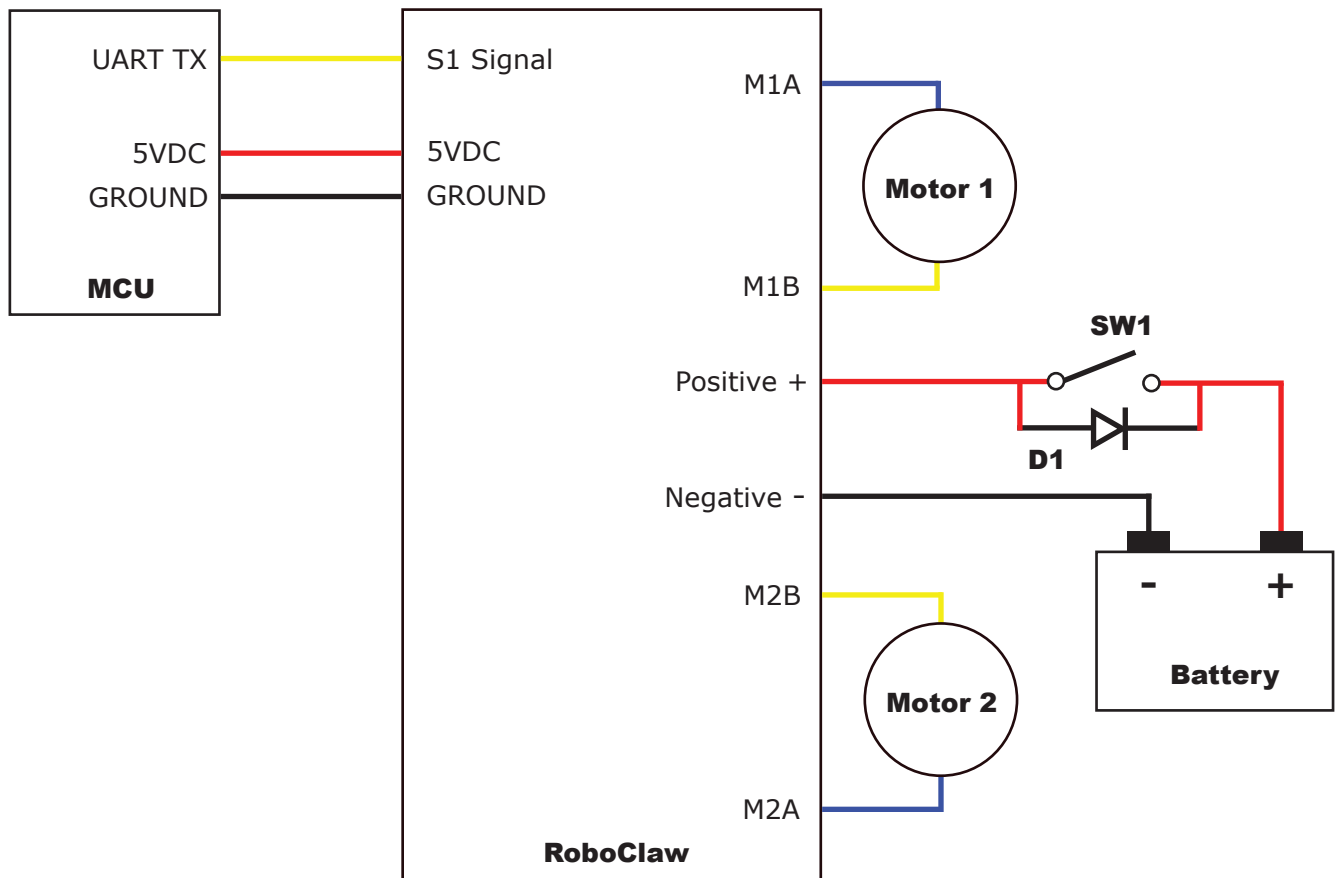 UART TX
5VDC
GROUND
MCU
S1 Signal
5VDC
GROUND
M1A
Motor 1
M1B
SW1
Positive +
D1
Negative -
- +
Battery
M2B
Motor 2
M2A
RoboClaw